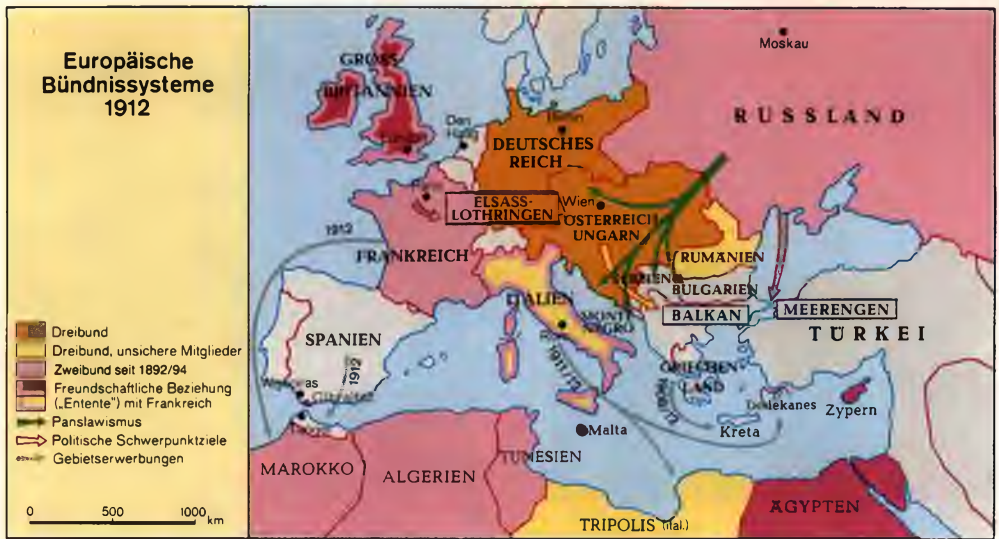 Europäische
Bündnissysteme
1912
Dreibund
Dreibund, unsichere Mitglieder
Zweibund seit 1892/94
Freundschaftliche Beziehung
(„Entente") mit Frankreich
Panslawismus
Politische Schwerpunktziele
Gebietserwerbungen
0 500 1000 km
Moskau
GROSS
BRITANNIEN
RUSSLAND
London
Den
Haag
Berlin
DEUTSCHES
REICH
Paris
ELSASS-
LOTHRINGEN
Wien
ÖSTERREICH
UNGARN
1912
FRANKREICH
RUMÄNIEN
SERBIEN
BULGARIEN
ITALIEN
MONTE
NEGRO
BALKAN
MEERENGEN
TÜRKEI
SPANIEN
1912
1911/12
GRIECHEN
LAND
Gibraltar
Dodekanes
Zypern
Kreta
Malta
MAROKKO
ALGERIEN
TUNESIEN
TRIPOLIS (ital.)
ÄGYPTEN